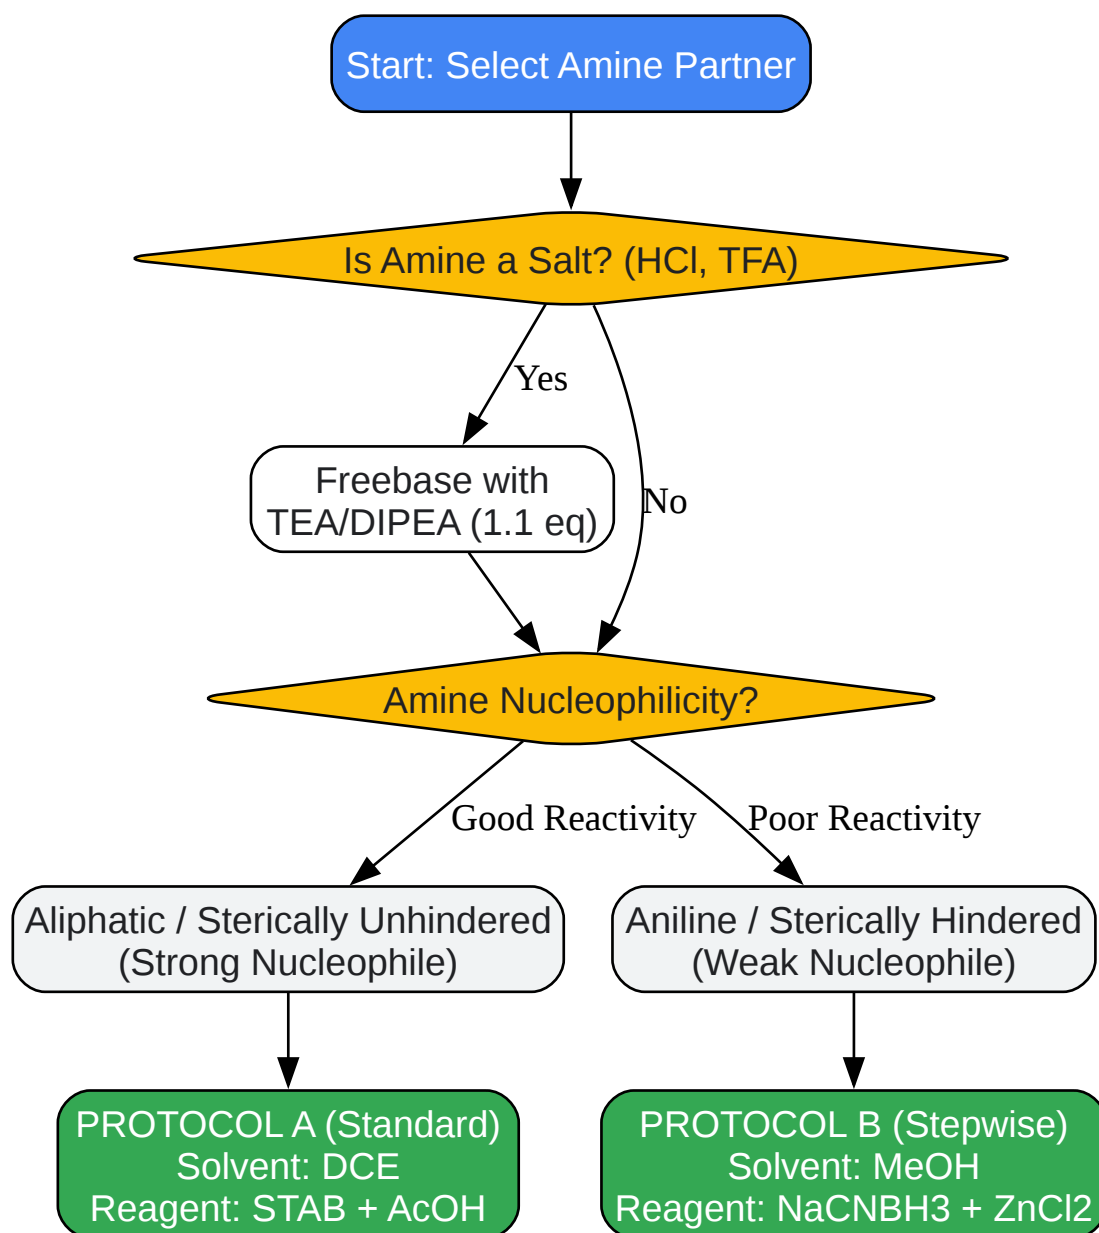 Start: Select Amine Partner
Is Amine a Salt? (HCl, TFA)
Yes
Freebase with
TEA/DIPEA (1.1 eq)
No
Amine Nucleophilicity?
Good Reactivity
Poor Reactivity
Aliphatic / Sterically Unhindered
(Strong Nucleophile)
Aniline / Sterically Hindered
(Weak Nucleophile)
PROTOCOL A (Standard)
Solvent: DCE
Reagent: STAB + AcOH
PROTOCOL B (Stepwise)
Solvent: MeOH
Reagent: NaCNBH3 + ZnCl2